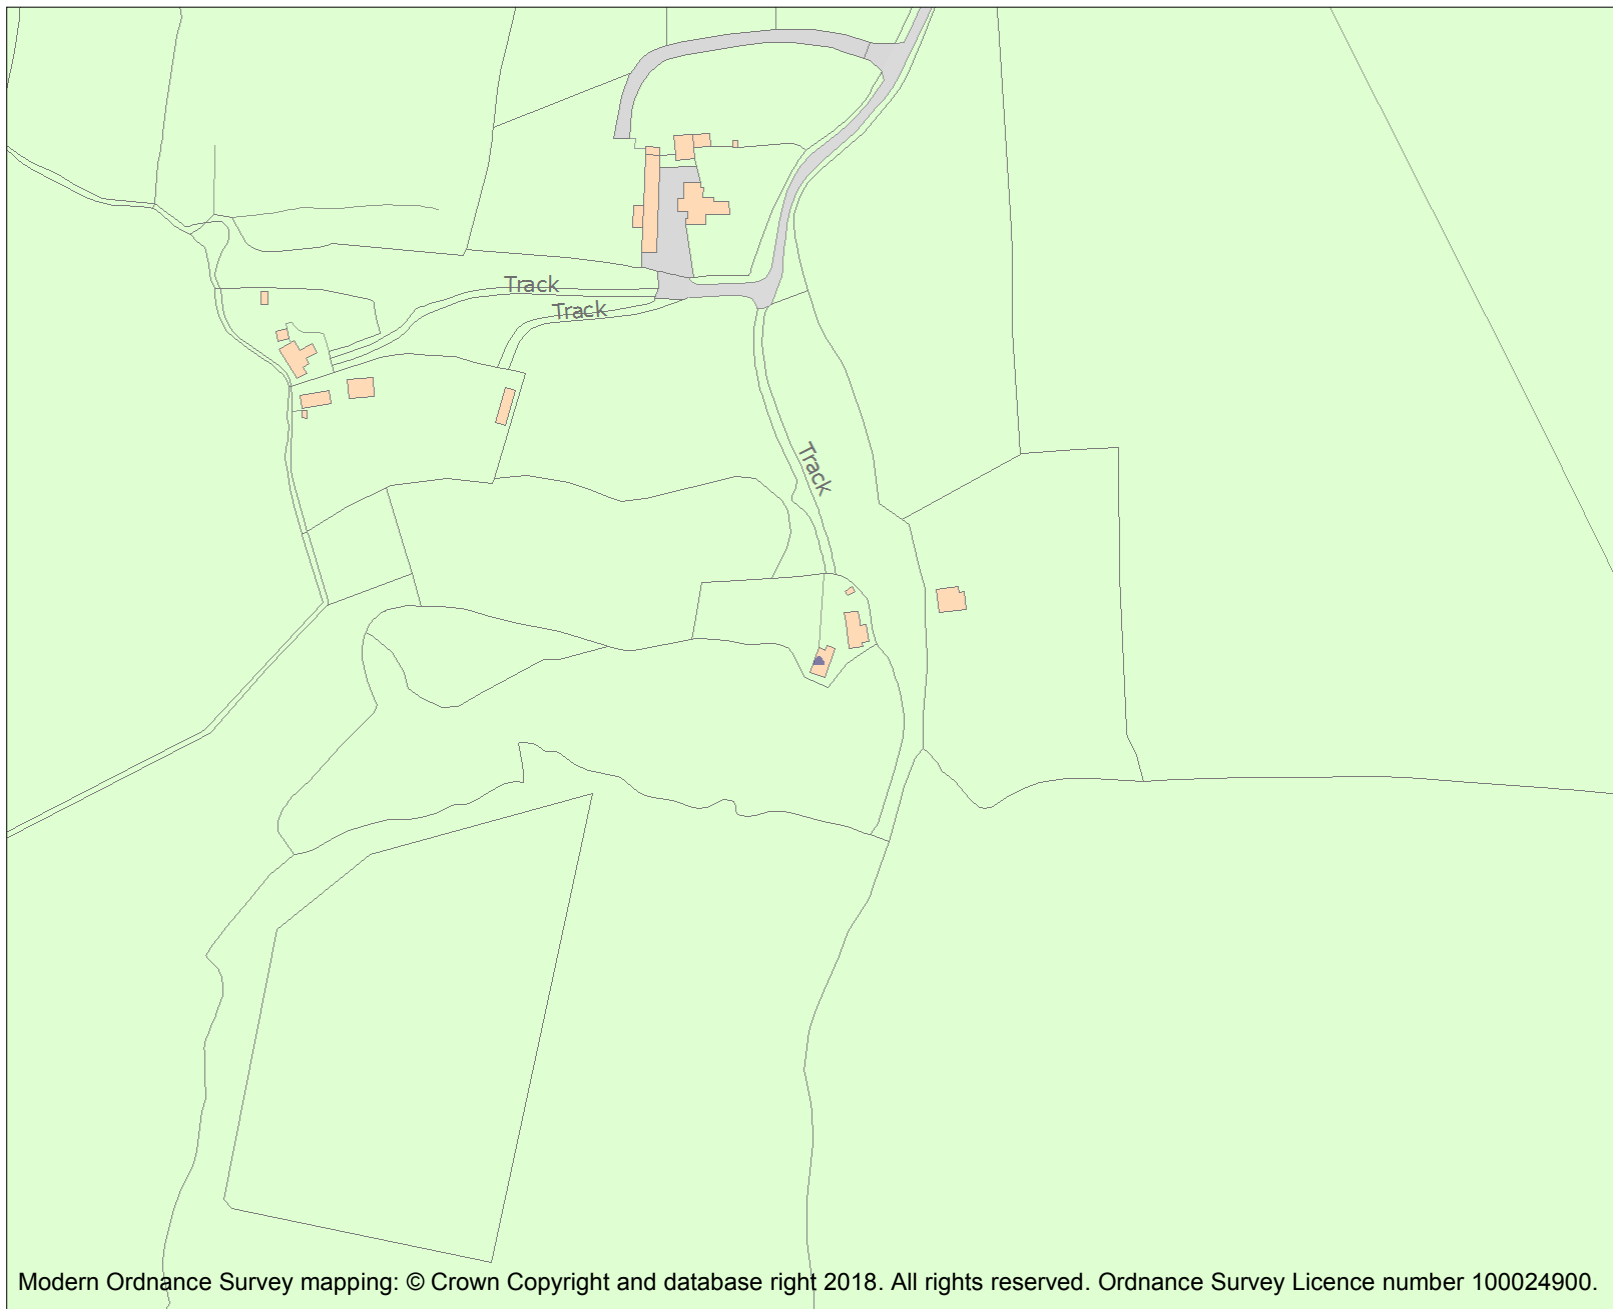 Track
Track
Track
Modern Ordnance Survey mapping: © Crown Copyright and database right 2018. All rights reserved. Ordnance Survey Licence number 100024900.